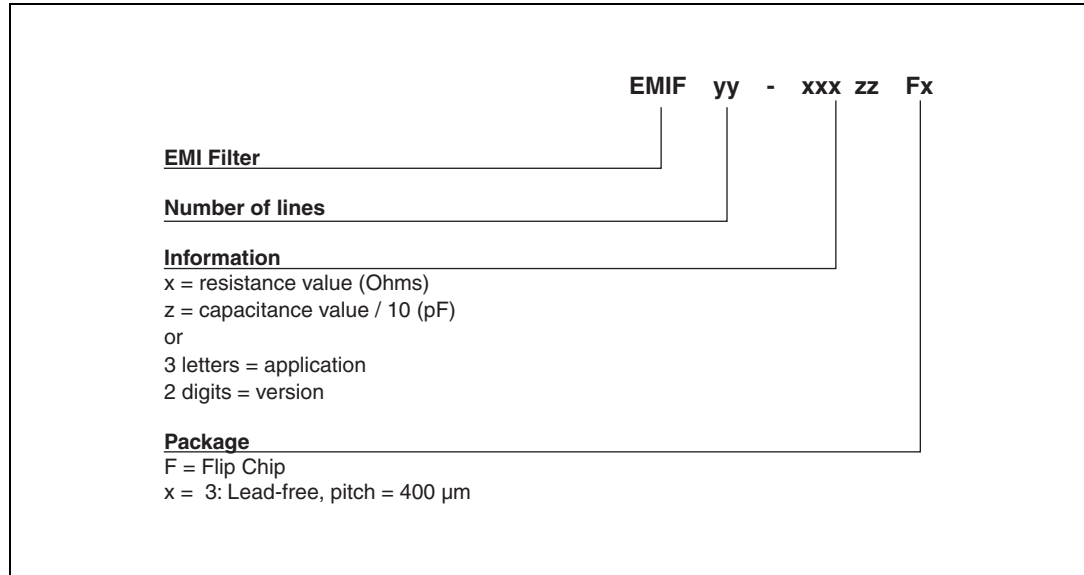 EMIF yy - xxx zz Fx
EMI Filter
Number of lines
Information
x = resistance value (Ohms)
z = capacitance value / 10 (pF)
or
3 letters = application
2 digits = version
Package
F = Flip Chip
x = 3: Lead-free, pitch = 400 µm